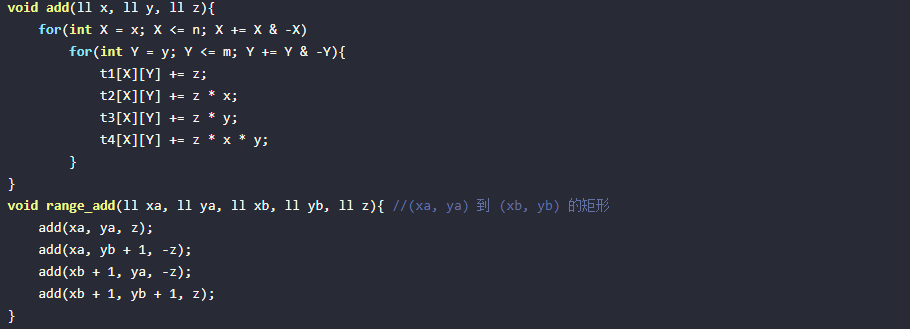 void add(ll x, ll y, ll z){
    for(int X = x; X <= n; X += X & -X)
        for(int Y = y; Y <= m; Y += Y & -Y){
            t1[X][Y] += z;
            t2[X][Y] += z * x;
            t3[X][Y] += z * y;
            t4[X][Y] += z * x * y;
        }
}
void range_add(ll xa, ll ya, ll xb, ll yb, ll z){ //(xa, ya) 到 (xb, yb) 的矩形
    add(xa, ya, z);
    add(xa, yb + 1, -z);
    add(xb + 1, ya, -z);
    add(xb + 1, yb + 1, z);
}